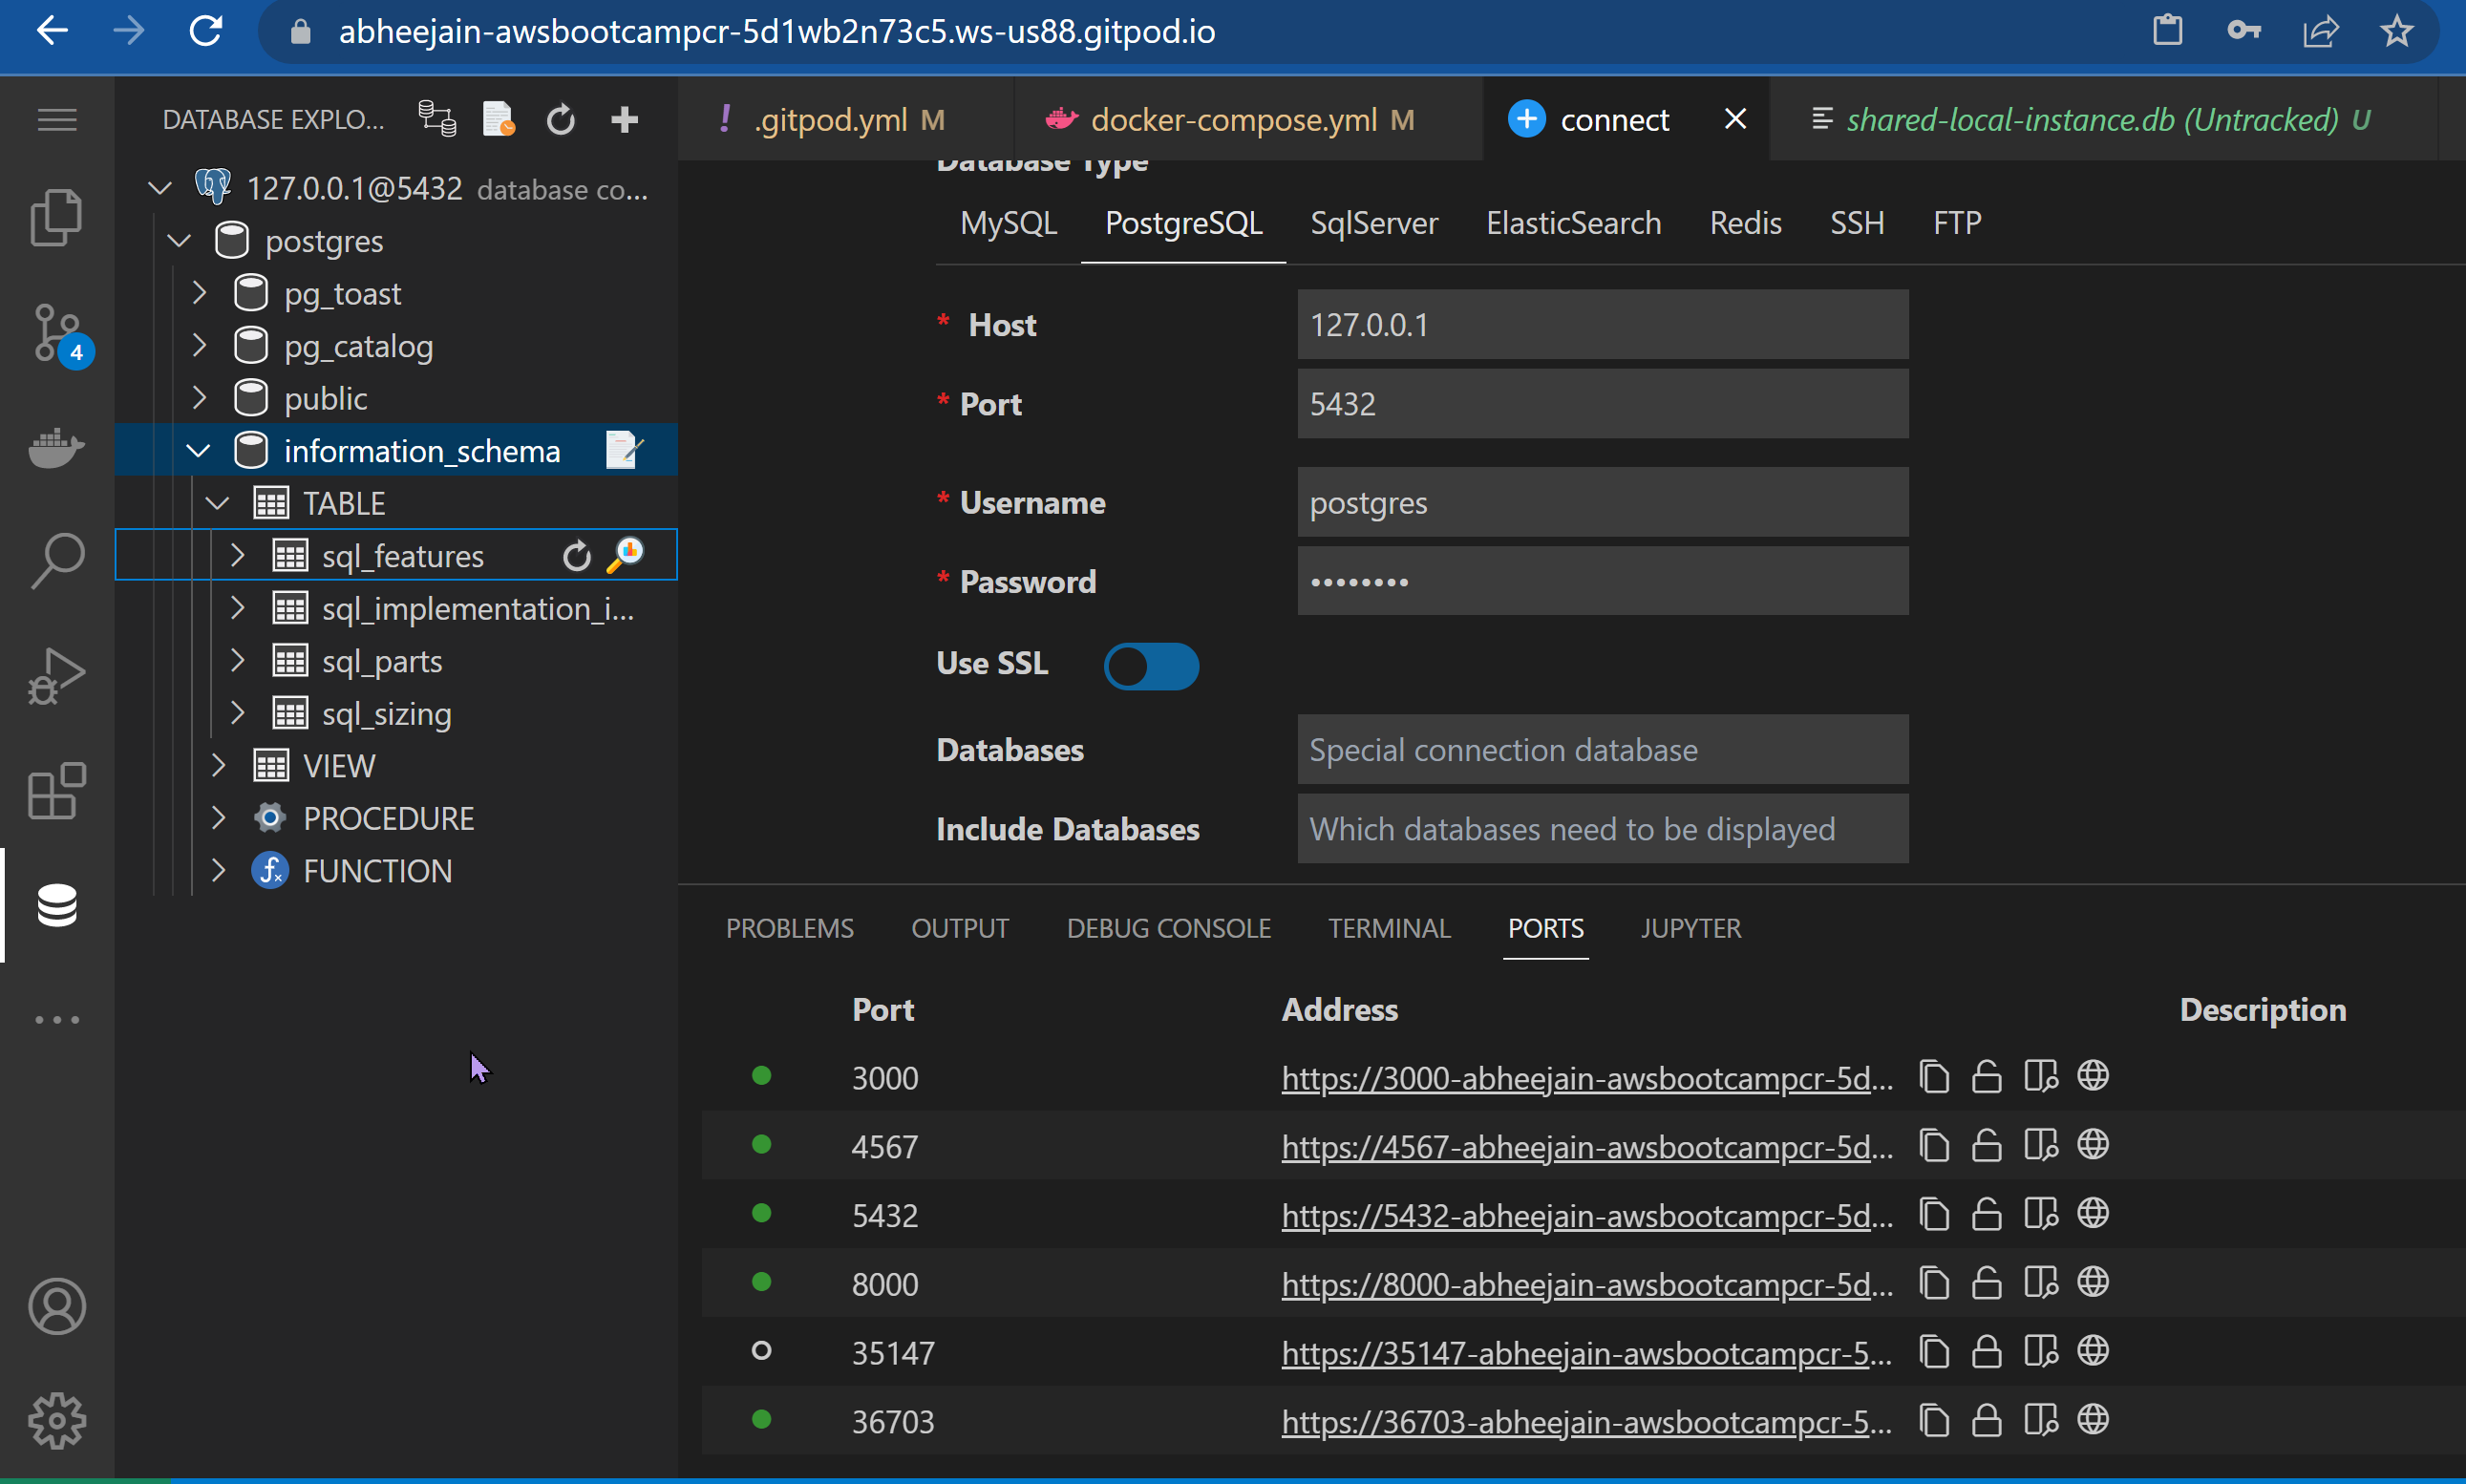 abheejain-awsbootcampcr-5d1wb2n73c5.ws-us88.gitpod.io
DATABASE EXPLO...
! .gitpod.yml M
docker-compose.yml M
connect
shared-local-instance.db (Untracked) U
127.0.0.1@5432 database co...
postgres
pg_toast
pg_catalog
public
information_schema
TABLE
sql_features
sql_implementation_i...
sql_parts
sql_sizing
VIEW
PROCEDURE
FUNCTION
4
Database Type
MySQL PostgreSQL SqlServer ElasticSearch Redis SSH FTP
* Host 127.0.0.1
* Port 5432
* Username postgres
* Password ••••••••
Use SSL
Databases Special connection database
Include Databases Which databases need to be displayed
PROBLEMS OUTPUT DEBUG CONSOLE TERMINAL PORTS JUPYTER
Port Address Description
3000 https://3000-abheejain-awsbootcampcr-5d...
4567 https://4567-abheejain-awsbootcampcr-5d...
5432 https://5432-abheejain-awsbootcampcr-5d...
8000 https://8000-abheejain-awsbootcampcr-5d...
35147 https://35147-abheejain-awsbootcampcr-5...
36703 https://36703-abheejain-awsbootcampcr-5...